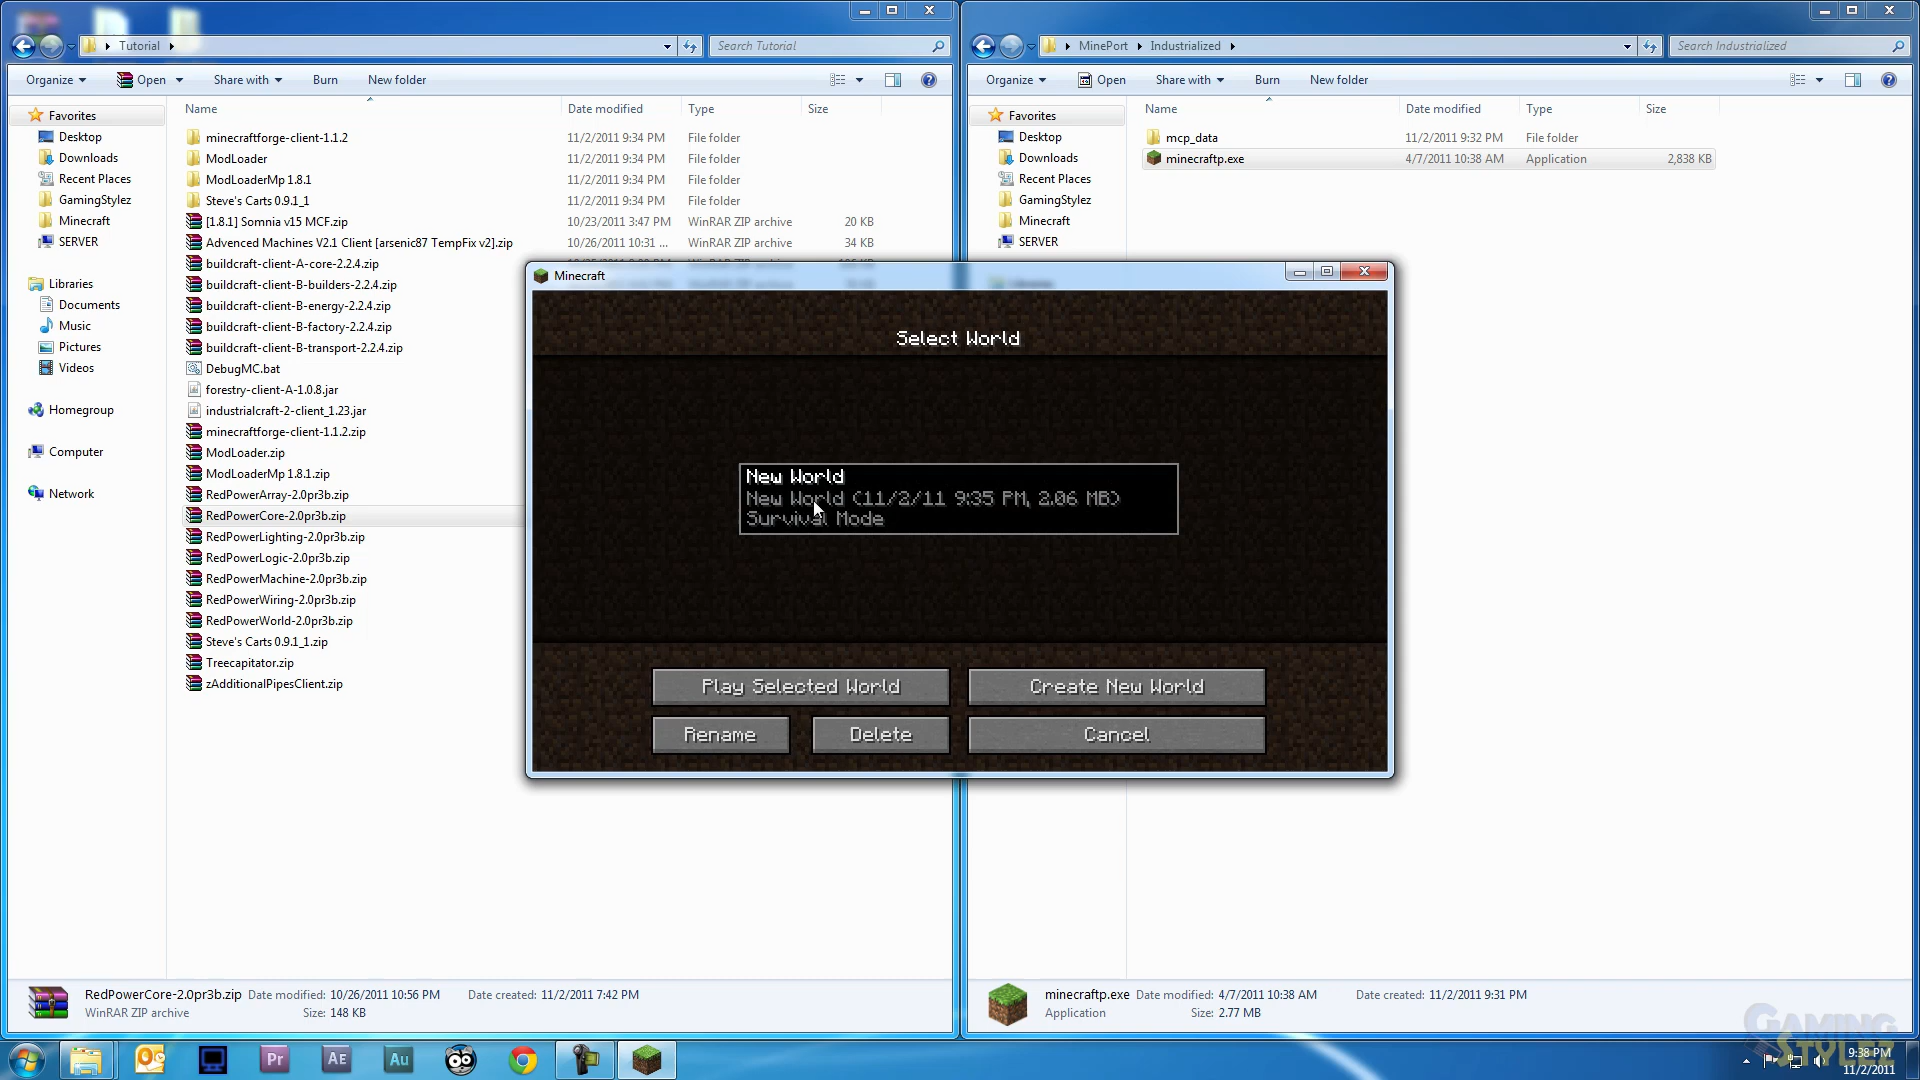 Tutorial
Search Tutorial
Organize
Open
Share with
Burn
New folder
Name
Date modified
Type
Size
Favorites
Desktop
Downloads
Recent Places
GamingStylez
Minecraft
SERVER
Libraries
Documents
Music
Pictures
Videos
Homegroup
Computer
Network
minecraftforge-client-1.1.2 11/2/2011 9:34 PM File folder
ModLoader 11/2/2011 9:34 PM File folder
ModLoaderMp 1.8.1 11/2/2011 9:34 PM File folder
Steve's Carts 0.9.1_1 11/2/2011 9:34 PM File folder
[1.8.1] Somnia v15 MCF.zip 10/23/2011 3:47 PM WinRAR ZIP archive 20 KB
Advenced Machines V2.1 Client [arsenic87 TempFix v2].zip 10/26/2011 10:31 ... WinRAR ZIP archive 34 KB
buildcraft-client-A-core-2.2.4.zip
buildcraft-client-B-builders-2.2.4.zip
buildcraft-client-B-energy-2.2.4.zip
buildcraft-client-B-factory-2.2.4.zip
buildcraft-client-B-transport-2.2.4.zip
DebugMC.bat
forestry-client-A-1.0.8.jar
industrialcraft-2-client_1.23.jar
minecraftforge-client-1.1.2.zip
ModLoader.zip
ModLoaderMp 1.8.1.zip
RedPowerArray-2.0pr3b.zip
RedPowerCore-2.0pr3b.zip
RedPowerLighting-2.0pr3b.zip
RedPowerLogic-2.0pr3b.zip
RedPowerMachine-2.0pr3b.zip
RedPowerWiring-2.0pr3b.zip
RedPowerWorld-2.0pr3b.zip
Steve's Carts 0.9.1_1.zip
Treecapitator.zip
zAdditionalPipesClient.zip
RedPowerCore-2.0pr3b.zip Date modified: 10/26/2011 10:56 PM Date created: 11/2/2011 7:42 PM
WinRAR ZIP archive Size: 148 KB
MinePort Industrialized
Search Industrialized
Organize
Open
Share with
Burn
New folder
Name
Date modified
Type
Size
Favorites
Desktop
Downloads
Recent Places
GamingStylez
Minecraft
SERVER
Libraries
mcp_data 11/2/2011 9:32 PM File folder
minecraftp.exe 4/7/2011 10:38 AM Application 2,838 KB
minecraftp.exe Date modified: 4/7/2011 10:38 AM Date created: 11/2/2011 9:31 PM
Application Size: 2.77 MB
Minecraft
Select World
New World
New World (11/2/11 9:35 PM, 2.06 MB)
Survival Mode
Play Selected World
Create New World
Rename
Delete
Cancel
GAMING
STYLEZ
Pr
AE
Au
9:38 PM
11/2/2011